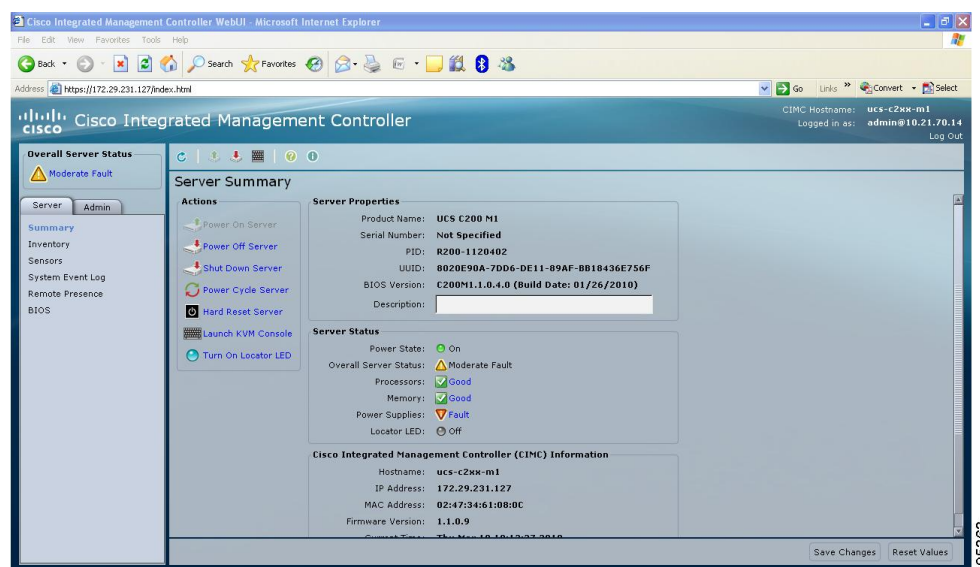 Cisco Integrated Management Controller WebUI - Microsoft Internet Explorer
File Edit View Favorites Tools Help
Back Search Favorites
Address https://172.29.231.127/index.html Go Links » Convert Select
CISCO Cisco Integrated Management Controller
CIMC Hostname: ucs-c2xx-m1
Logged in as: admin@10.21.70.14
Log Out
Overall Server Status
Moderate Fault
Server Admin
Summary
Inventory
Sensors
System Event Log
Remote Presence
BIOS
Server Summary
Actions
Power On Server
Power Off Server
Shut Down Server
Power Cycle Server
Hard Reset Server
Launch KVM Console
Turn On Locator LED
Server Properties
Product Name: UCS C200 M1
Serial Number: Not Specified
PID: R200-1120402
UUID: 8020E90A-7DD6-DE11-89AF-BB18436E756F
BIOS Version: C200M1.1.0.4.0 (Build Date: 01/26/2010)
Description:
Server Status
Power State: On
Overall Server Status: Moderate Fault
Processors: Good
Memory: Good
Power Supplies: Fault
Locator LED: Off
Cisco Integrated Management Controller (CIMC) Information
Hostname: ucs-c2xx-m1
IP Address: 172.29.231.127
MAC Address: 02:47:34:61:08:0C
Firmware Version: 1.1.0.9
Current Time:
Save Changes Reset Values